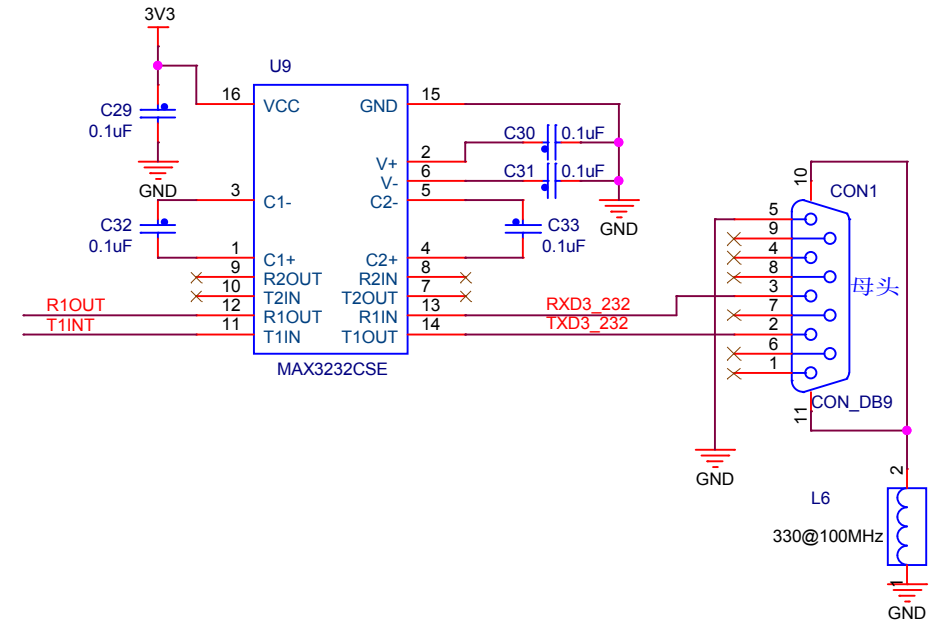 3V3
U9
16
VCC
GND
15
C29
0.1uF
C30
0.1uF
2
V+
6
V-
C31
0.1uF
GND
3
C1-
5
C2-
10
CON1
C32
0.1uF
GND
C33
0.1uF
5
9
4
8
3
7
2
6
1
母头
1
C1+
4
C2+
9
R2OUT
8
R2IN
10
T2IN
7
T2OUT
R1OUT
12
R1OUT
13
R1IN
RXD3_232
T1INT
11
T1IN
14
T1OUT
TXD3_232
MAX3232CSE
CON_DB9
11
GND
2
L6
330@100MHz
1
GND